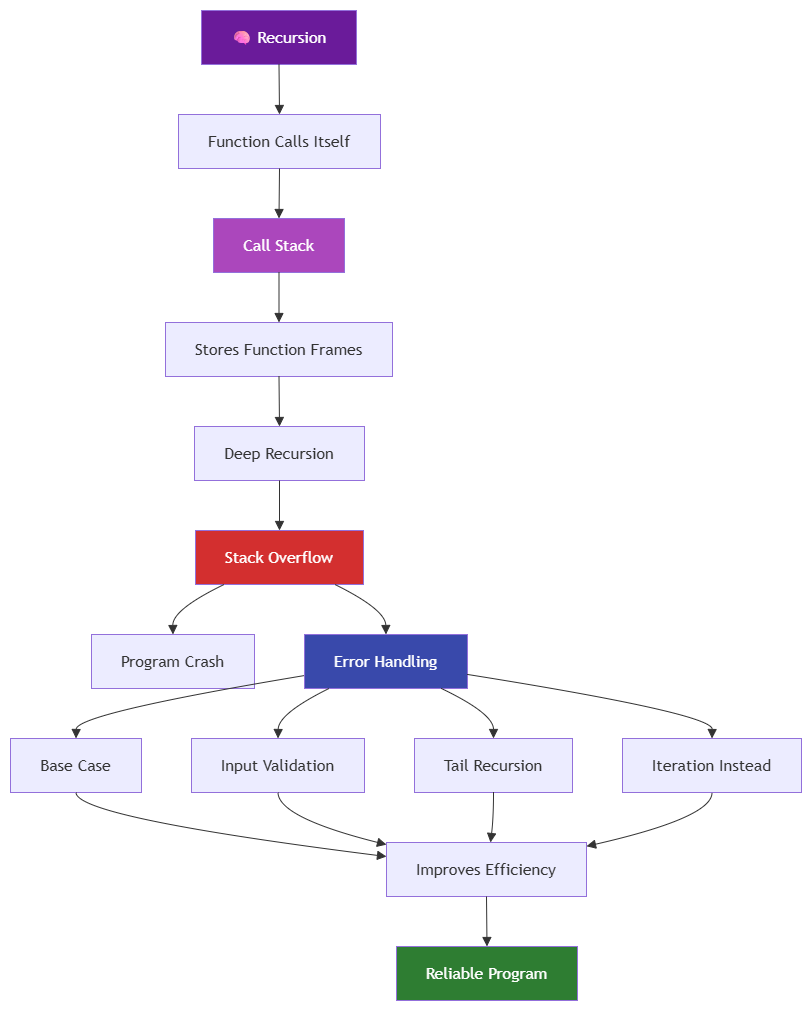 🧠 Recursion
Function Calls Itself
Call Stack
Stores Function Frames
Deep Recursion
Stack Overflow
Program Crash
Error Handling
Base Case
Input Validation
Tail Recursion
Iteration Instead
Improves Efficiency
Reliable Program